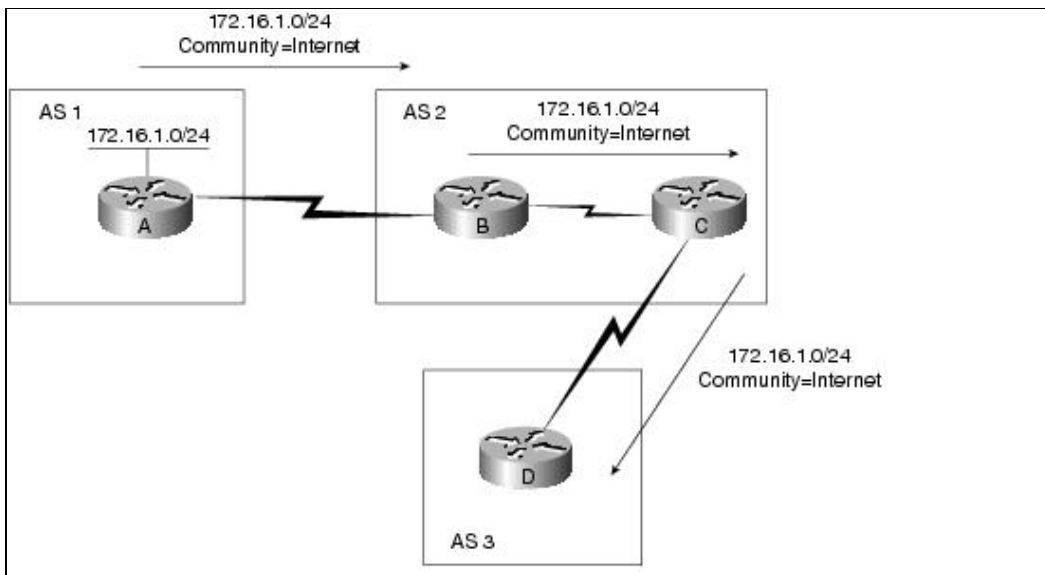 172.16.1.0/24
Community=Internet
AS 1
172.16.1.0/24
A
AS 2
172.16.1.0/24
Community=Internet
B
C
172.16.1.0/24
Community=Internet
D
AS 3